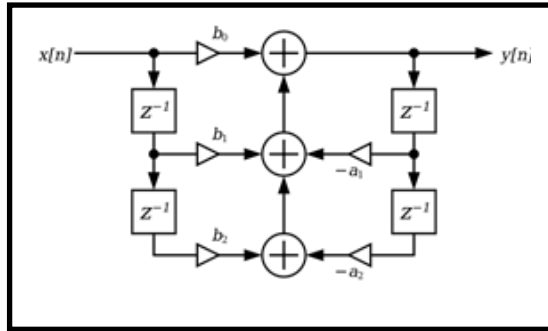 b₀
x[n] y[n]
z⁻¹ z⁻¹
b₁
−a₁
z⁻¹ z⁻¹
b₂
−a₂